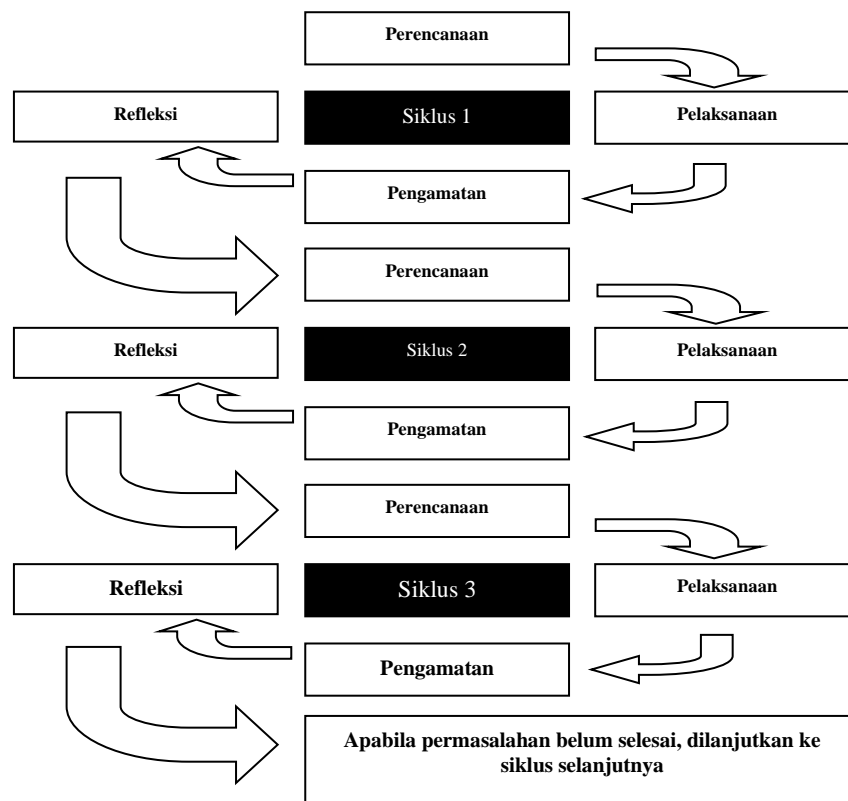 Perencanaan
Refleksi
Siklus 1
Pelaksanaan
Pengamatan
Perencanaan
Refleksi
Siklus 2
Pelaksanaan
Pengamatan
Perencanaan
Refleksi
Siklus 3
Pelaksanaan
Pengamatan
Apabila permasalahan belum selesai, dilanjutkan ke
siklus selanjutnya